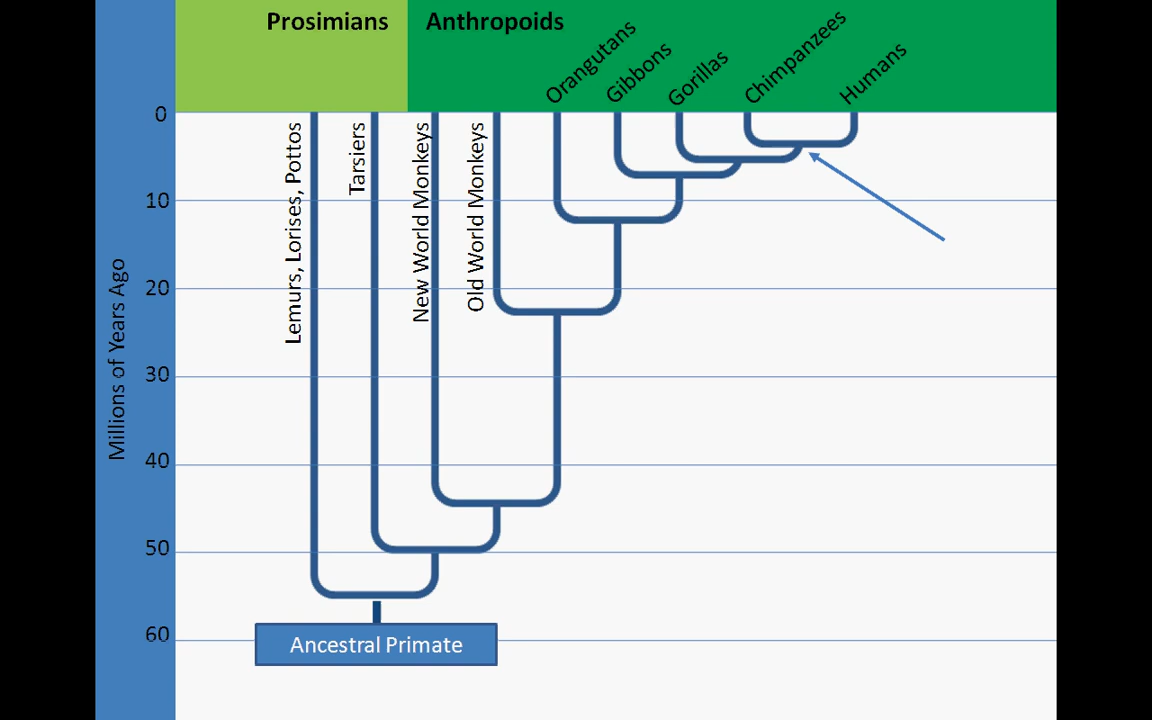 Prosimians
Anthropoids
Orangutans
Gibbons
Gorillas
Chimpanzees
Humans
Lemurs, Lorises, Pottos
Tarsiers
New World Monkeys
Old World Monkeys
Millions of Years Ago
0
10
20
30
40
50
60
Ancestral Primate